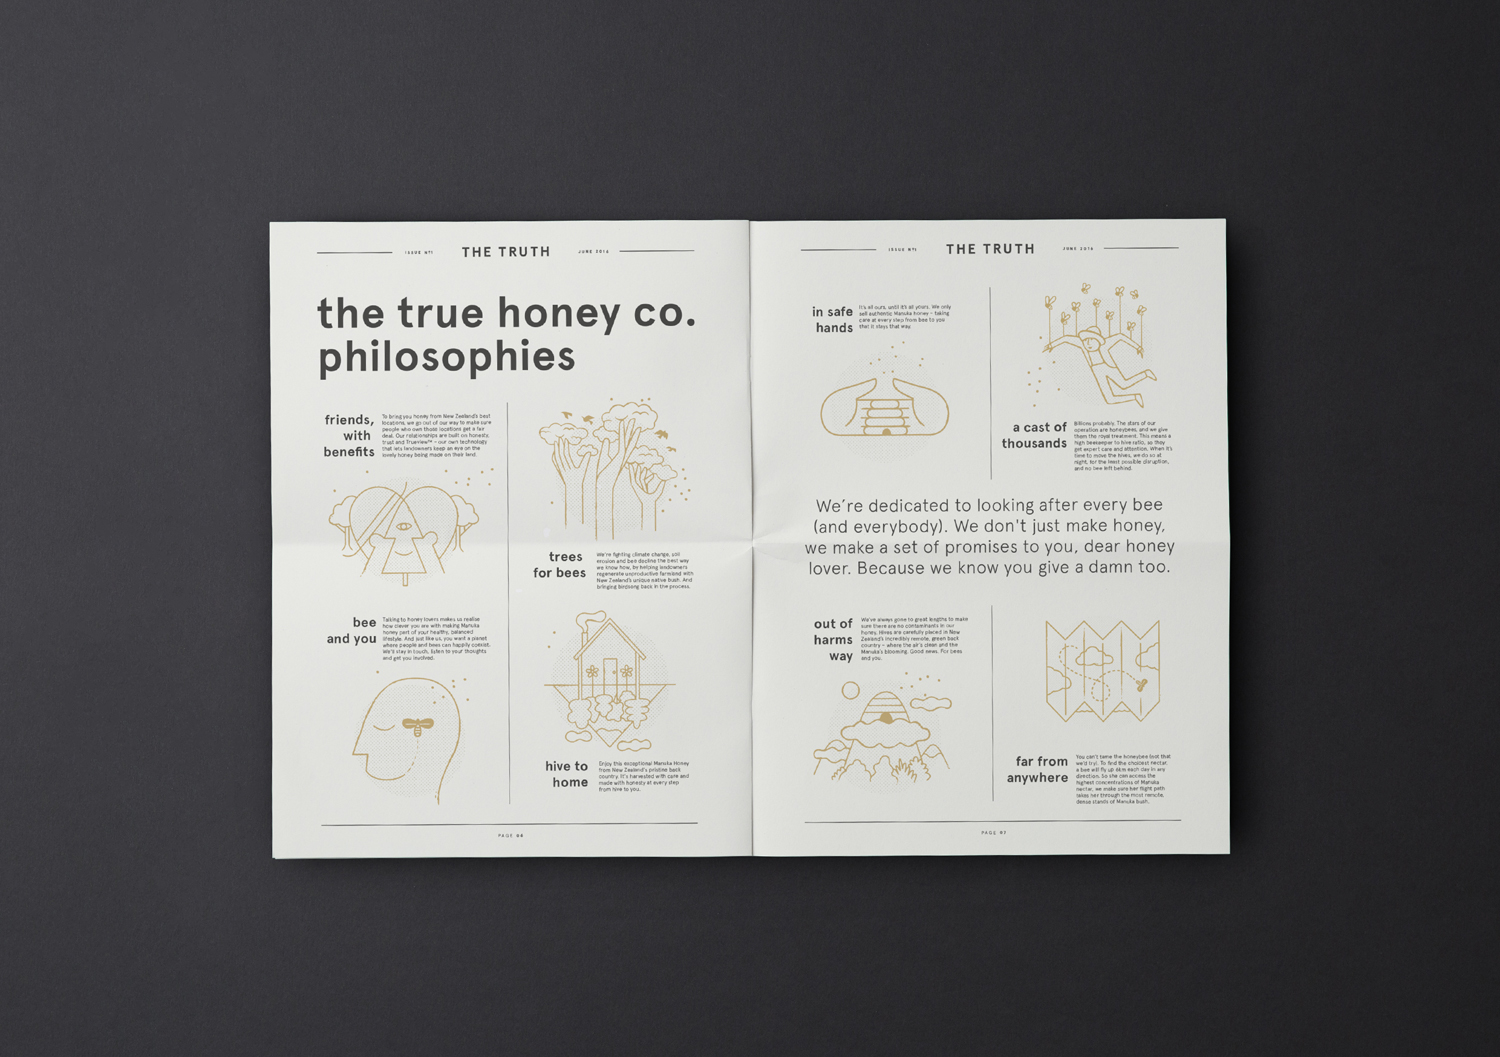 ISSUE Nº1
THE TRUTH
JUNE 2016
the true honey co.
philosophies
friends,
with
benefits
To bring you honey from New Zealand's best
locations, we go out of our way to make sure
people who own those locations get a fair
deal. Our relationships are built on honesty,
trust and Trueview™ – our own technology
that lets landowners keep an eye on the
lovely honey being made on their land.
bee
and you
Talking to honey lovers makes us realise
how clever you are with making Manuka
honey part of your healthy, balanced
lifestyle. And just like us, you want a planet
where people and bees can happily coexist.
We'll stay in touch, listen to your thoughts
and get you involved.
trees
for bees
We're fighting climate change, soil
erosion and bee decline the best way
we know how, by helping landowners
regenerate unproductive farmland with
New Zealand's unique native bush. And
bringing birdsong back in the process.
hive to
home
Enjoy this exceptional Manuka Honey
from New Zealand's pristine back
country. It's harvested with care and
made with honesty at every step
from hive to you.
PAGE
ISSUE Nº1
THE TRUTH
JUNE 2016
in safe
hands
It's all ours, until it's all yours. We only
sell authentic Manuka honey – taking
care at every step from bee to you
that it stays that way.
a cast of
thousands
Billions probably. The stars of our
operation are honeybees, and we give
them the royal treatment. This means a
high beekeeper to hive ratio, so they
get expert care and attention. When it's
time to move the hives, we do so at
night, for the least possible disruption,
and no bee left behind.
We're dedicated to looking after every bee
(and everybody). We don't just make honey,
we make a set of promises to you, dear honey
lover. Because we know you give a damn too.
out of
harms
way
We've always gone to great lengths to make
sure there are no contaminants in our
honey. Hives are carefully placed in New
Zealand's incredibly remote, green back
country – where the air's clean and the
Manuka's blooming. Good news. For bees
and you.
far from
anywhere
You can't tame the honeybee (not that
we'd try). To find the choicest nectar,
a bee will fly up 6km each day in any
direction. So she can access the
highest concentrations of Manuka
nectar, we make sure her flight path
takes her through the most remote,
dense stands of Manuka bush.
PAGE